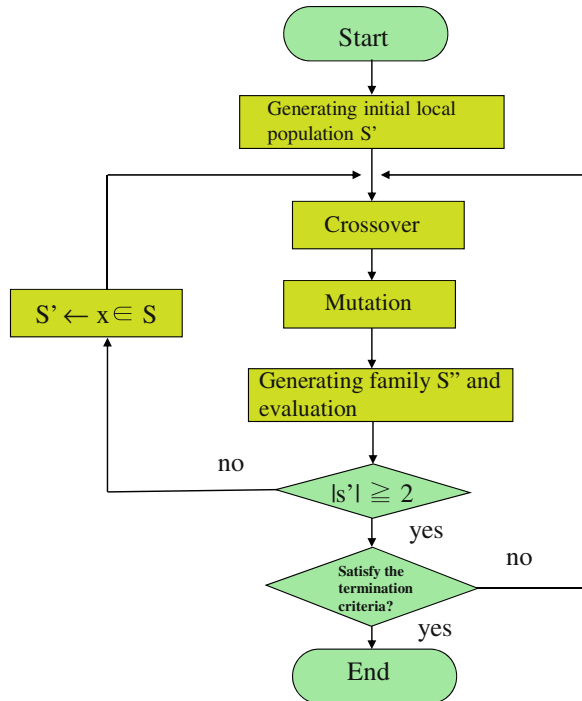 Start
Generating initial local
population S’
Crossover
Mutation
S’ ← x ∈ S
Generating family S” and
evaluation
no
|s’| ≧ 2
yes
Satisfy the
termination
criteria?
no
yes
End